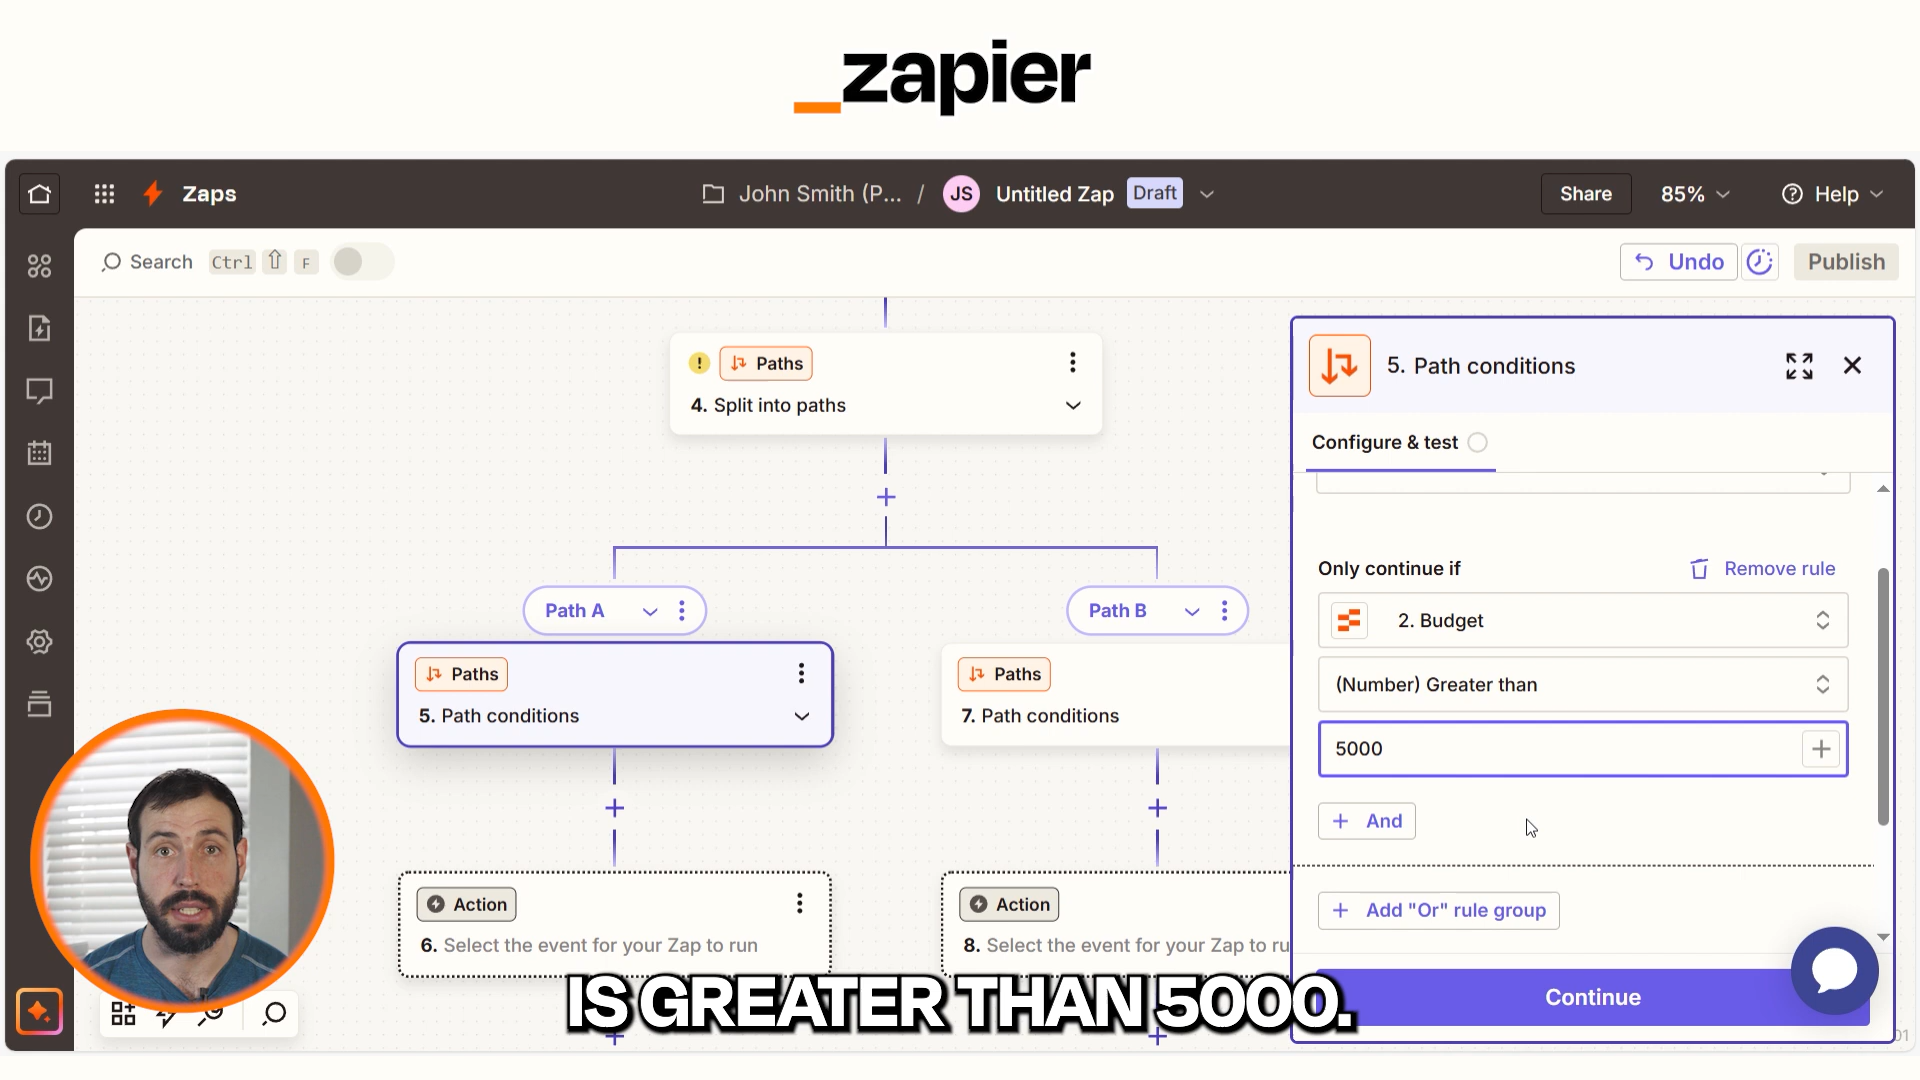 _zapier
Zaps
John Smith (P... / JS Untitled Zap Draft
Share
85%
Help
Search Ctrl ⇧ F
Undo
Publish
! Paths
4. Split into paths
Path A
Path B
Paths
5. Path conditions
Paths
7. Path conditions
Action
6. Select the event for your Zap to run
Action
8. Select the event for your Zap to ru
5. Path conditions
Configure & test
Only continue if
Remove rule
2. Budget
(Number) Greater than
5000
+ And
+ Add "Or" rule group
Continue
01
IS GREATER THAN 5000.